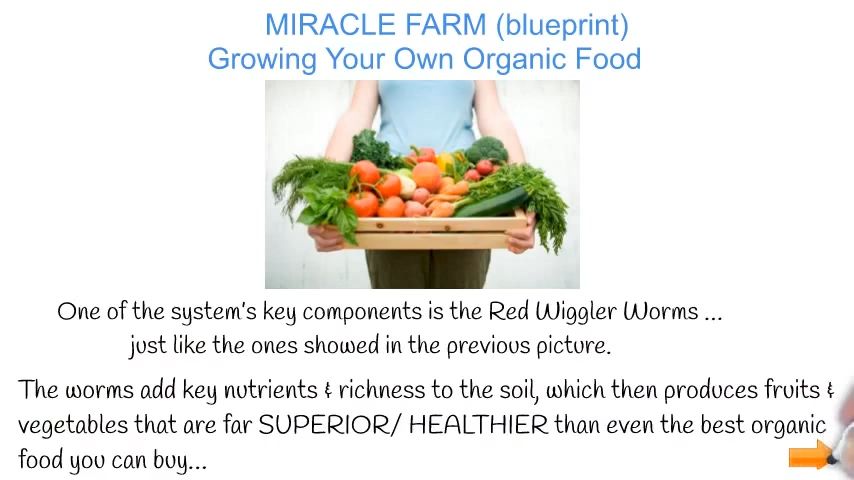 MIRACLE FARM (blueprint)
Growing Your Own Organic Food
One of the system's key components is the Red Wiggler Worms ...
just like the ones showed in the previous picture.
The worms add key nutrients & richness to the soil, which then produces fruits &
vegetables that are far SUPERIOR/ HEALTHIER than even the best organic
food you can buy...